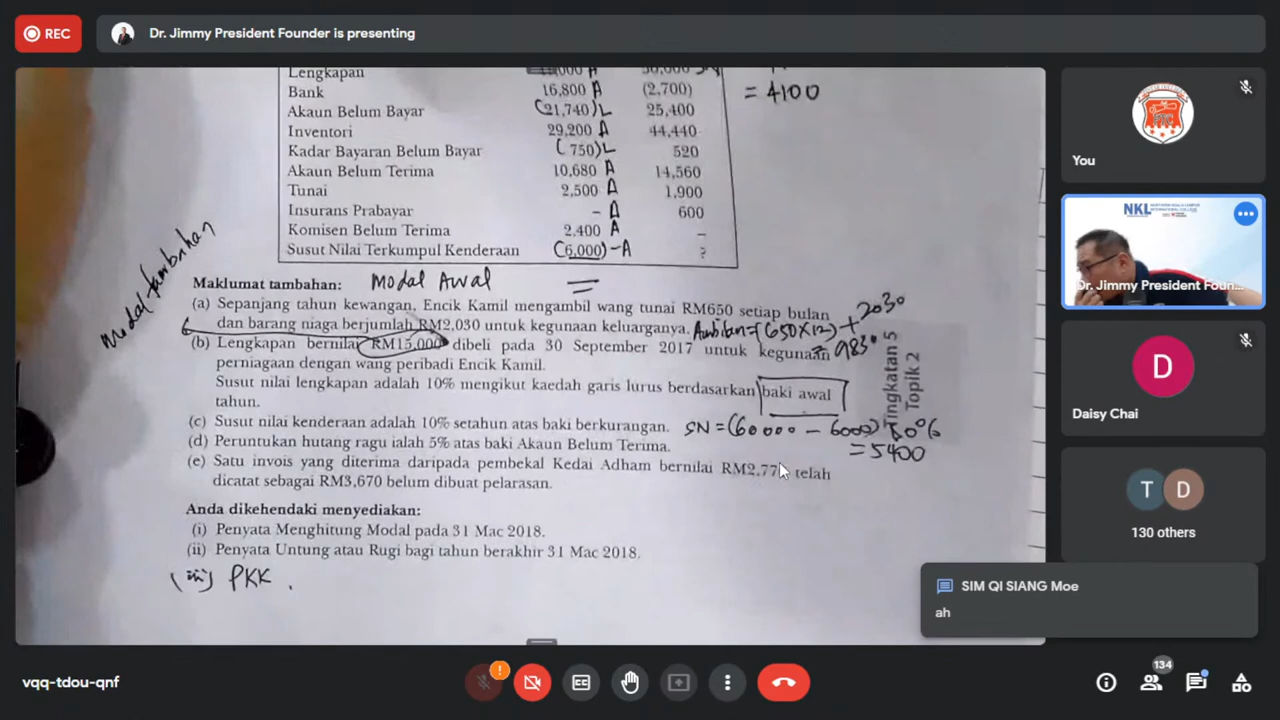 REC
Dr. Jimmy President Founder is presenting
Lengkapan
Bank 16,800 A (2,700) = 4100
Akaun Belum Bayar (21,740) L 25,400
Inventori 29,200 A 44,440
Kadar Bayaran Belum Bayar (750) L 520
Akaun Belum Terima 10,680 A 14,560
Tunai 2,500 A 1,900
Insurans Prabayar – A 600
Komisen Belum Terima 2,400 A –
Susut Nilai Terkumpul Kenderaan (6,000) -A ?
Modal tambahan
Maklumat tambahan: Modal Awal
(a) Sepanjang tahun kewangan, Encik Kamil mengambil wang tunai RM650 setiap bulan
dan barang niaga berjumlah RM2,030 untuk kegunaan keluarganya. Ambilan = (650x12) + 2030
= 9830
(b) Lengkapan bernilai RM15,000 dibeli pada 30 September 2017 untuk kegunaan
perniagaan dengan wang peribadi Encik Kamil.
Susut nilai lengkapan adalah 10% mengikut kaedah garis lurus berdasarkan baki awal
tahun.
(c) Susut nilai kenderaan adalah 10% setahun atas baki berkurangan. SN = (60000 – 6000) x 10%
= 5400
(d) Peruntukan hutang ragu ialah 5% atas baki Akaun Belum Terima.
(e) Satu invois yang diterima daripada pembekal Kedai Adham bernilai telah
dicatat sebagai RM3,670 belum dibuat pelarasan.
Anda dikehendaki menyediakan:
(i) Penyata Menghitung Modal pada 31 Mac 2018.
(ii) Penyata Untung atau Rugi bagi tahun berakhir 31 Mac 2018.
(iii) PKK.
Tingkatan 5
Topik 2
You
NKL
Dr. Jimmy President Foun...
D
Daisy Chai
T D
130 others
SIM QI SIANG Moe
ah
vqq-tdou-qnf
134